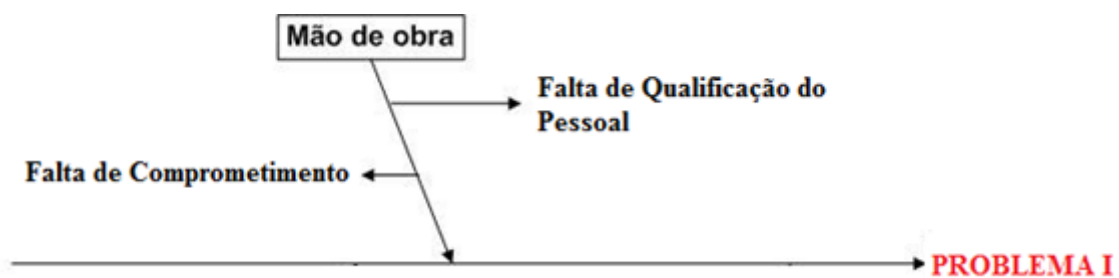 Mão de obra
Falta de Qualificação do
Pessoal
Falta de Comprometimento
PROBLEMA I